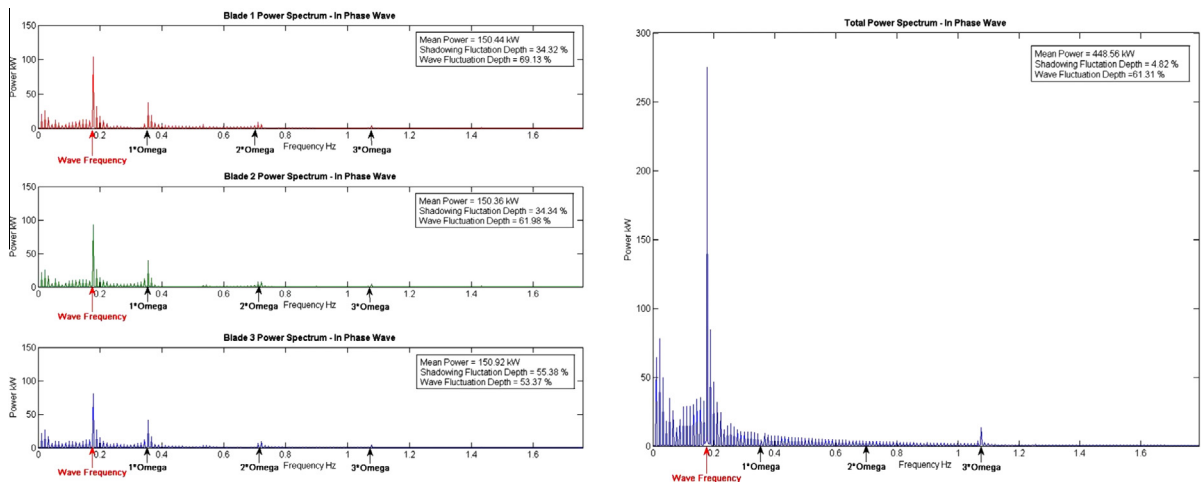 Blade 1 Power Spectrum - In Phase Wave
150
100
50
0
Power kW
Mean Power = 150.44 kW
Shadowing Fluctation Depth = 34.32 %
Wave Fluctuation Depth = 69.13 %
0 0.2 0.4 0.6 0.8 1 1.2 1.4 1.6
1*Omega 2*Omega Frequency Hz 3*Omega
Wave Frequency
Blade 2 Power Spectrum - In Phase Wave
150
100
50
0
Power kW
Mean Power = 150.36 kW
Shadowing Fluctation Depth = 34.34 %
Wave Fluctuation Depth = 61.98 %
0 0.2 0.4 0.6 0.8 1 1.2 1.4 1.6
1*Omega 2*Omega Frequency Hz 3*Omega
Wave Frequency
Blade 3 Power Spectrum - In Phase Wave
150
100
50
0
Power kW
Mean Power = 150.92 kW
Shadowing Fluctation Depth = 55.38 %
Wave Fluctuation Depth = 53.37 %
0 0.2 0.4 0.6 0.8 1 1.2 1.4 1.6
1*Omega 2*Omega Frequency Hz 3*Omega
Wave Frequency
Total Power Spectrum - In Phase Wave
300
250
200
150
100
50
0
Power kW
Mean Power = 448.56 kW
Shadowing Fluctation Depth = 4.82 %
Wave Fluctuation Depth =61.31 %
0 0.2 0.4 0.6 0.8 1 1.2 1.4 1.6
1*Omega 2*Omega Frequency Hz 3*Omega
Wave Frequency